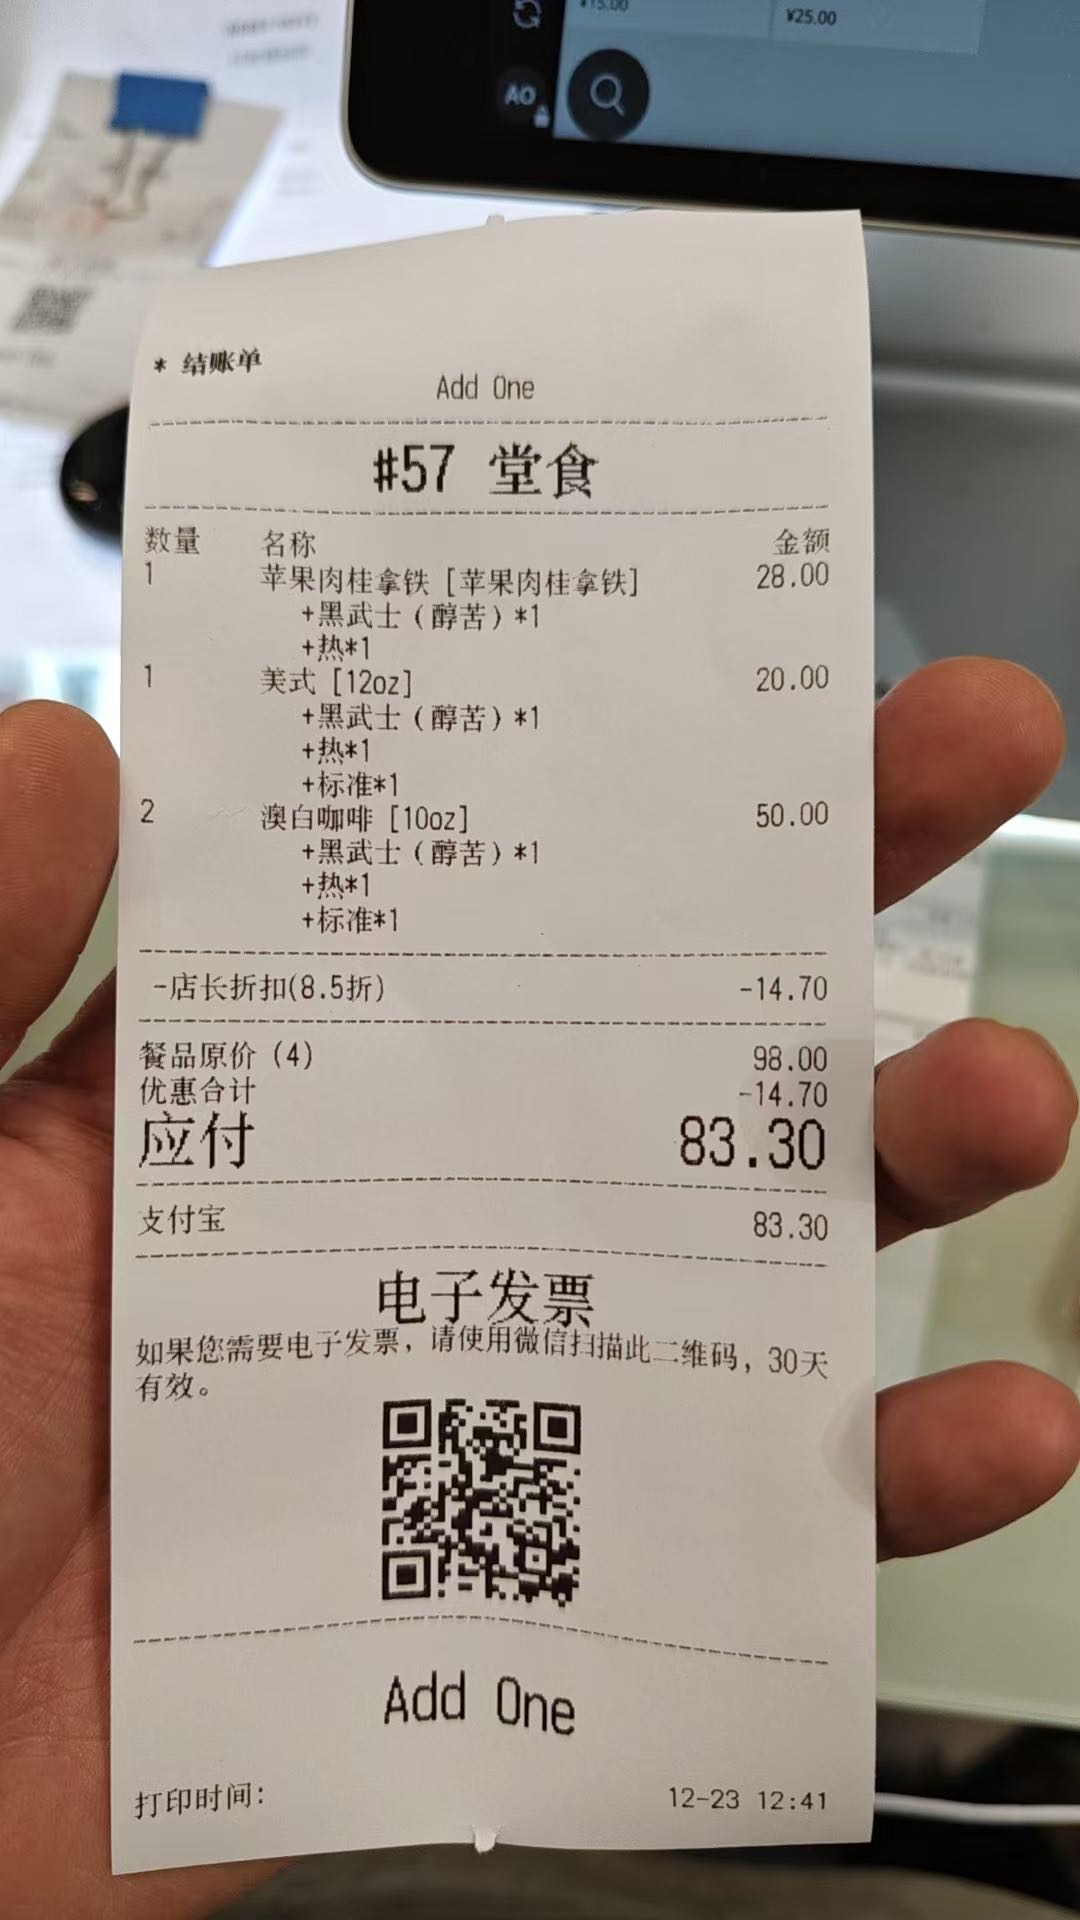 ¥15.00
¥25.00
AO
* 结账单
Add One
#57 堂食
数量 名称 金额
1 苹果肉桂拿铁 [苹果肉桂拿铁] 28.00
+黑武士（醇苦）*1
+热*1
1 美式 [12oz] 20.00
+黑武士（醇苦）*1
+热*1
+标准*1
2 澳白咖啡 [10oz] 50.00
+黑武士（醇苦）*1
+热*1
+标准*1
-店长折扣(8.5折) -14.70
餐品原价 (4) 98.00
优惠合计 -14.70
应付 83.30
支付宝 83.30
电子发票
如果您需要电子发票，请使用微信扫描此二维码，30天
有效。
Add One
打印时间: 12-23 12:41